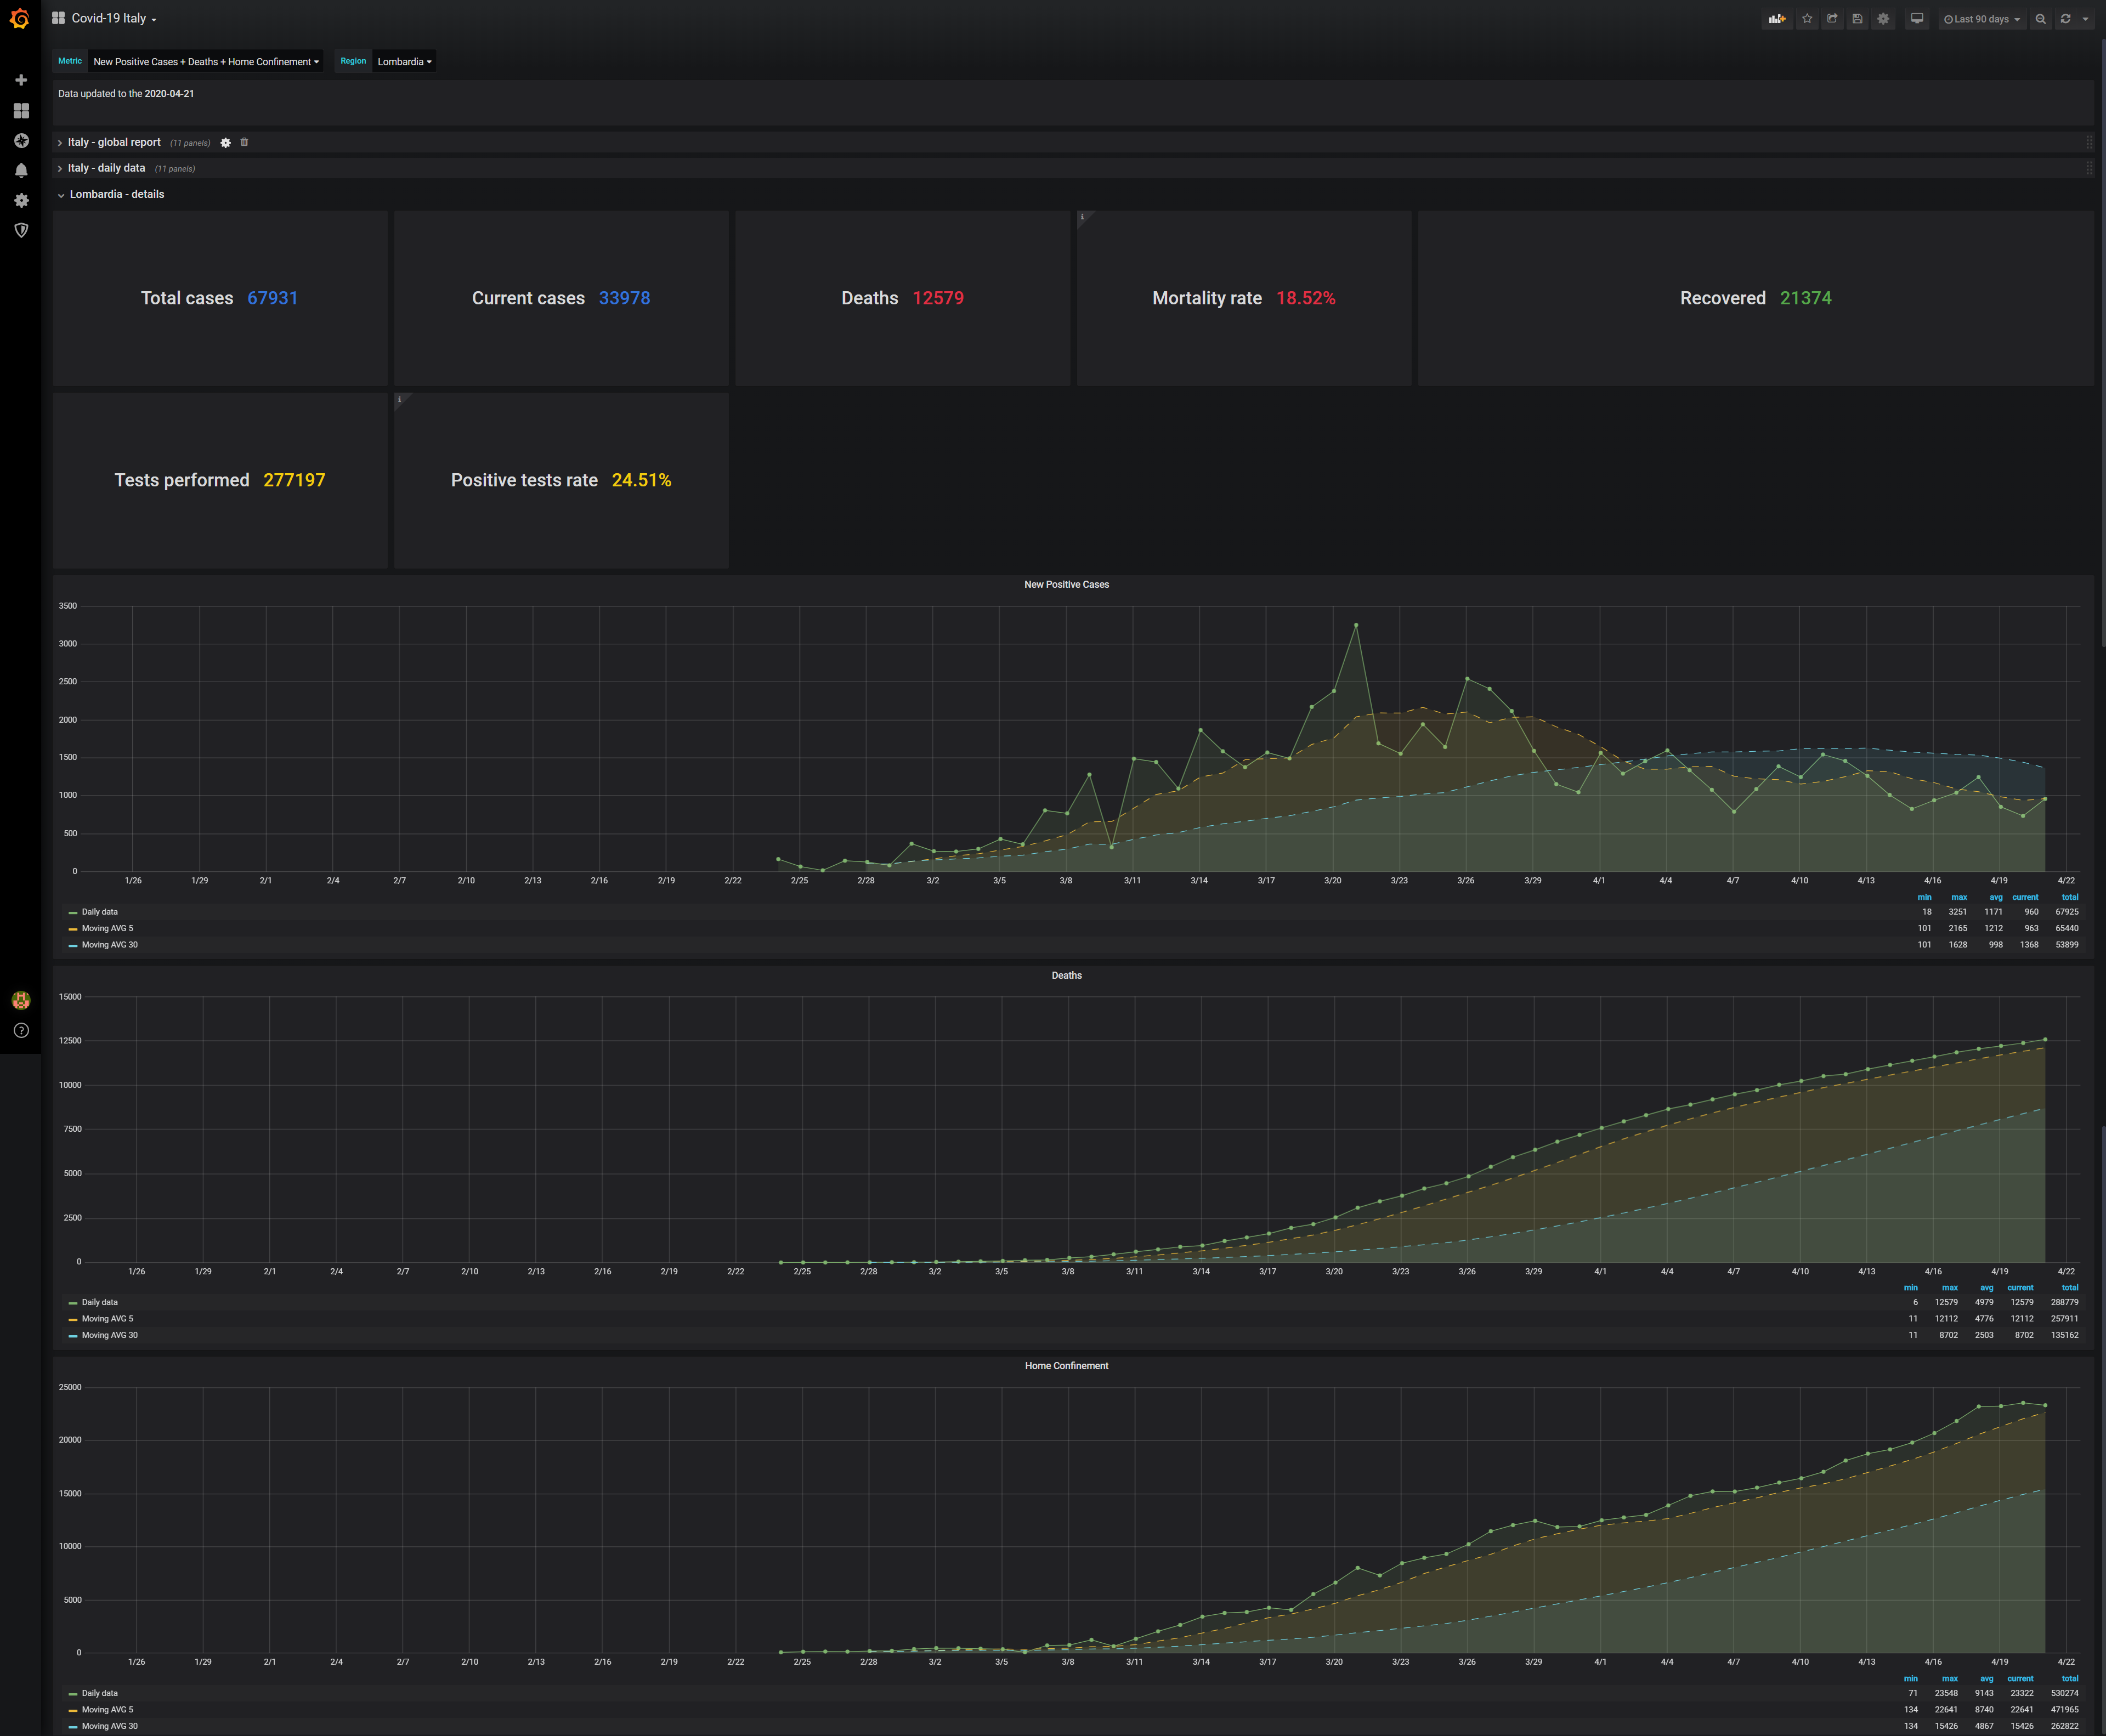 Covid-19 Italy
Last 90 days
Metric New Positive Cases + Deaths + Home Confinement Region Lombardia
Data updated to the 2020-04-21
Italy - global report (11 panels)
Italy - daily data (11 panels)
Lombardia - details
Total cases 67931
Current cases 33978
Deaths 12579
Mortality rate 18.52%
Recovered 21374
Tests performed 277197
Positive tests rate 24.51%
New Positive Cases
3500
3000
2500
2000
1500
1000
500
0
1/26 1/29 2/1 2/4 2/7 2/10 2/13 2/16 2/19 2/22 2/25 2/28 3/2 3/5 3/8 3/11 3/14 3/17 3/20 3/23 3/26 3/29 4/1 4/4 4/7 4/10 4/13 4/16 4/19 4/22
min max avg current total
Daily data 18 3251 1171 960 67925
Moving AVG 5 101 2165 1212 963 65440
Moving AVG 30 101 1628 998 1368 53899
Deaths
15000
12500
10000
7500
5000
2500
0
1/26 1/29 2/1 2/4 2/7 2/10 2/13 2/16 2/19 2/22 2/25 2/28 3/2 3/5 3/8 3/11 3/14 3/17 3/20 3/23 3/26 3/29 4/1 4/4 4/7 4/10 4/13 4/16 4/19 4/22
min max avg current total
Daily data 6 12579 4979 12579 288779
Moving AVG 5 11 12112 4776 12112 257911
Moving AVG 30 11 8702 2503 8702 135162
Home Confinement
25000
20000
15000
10000
5000
0
1/26 1/29 2/1 2/4 2/7 2/10 2/13 2/16 2/19 2/22 2/25 2/28 3/2 3/5 3/8 3/11 3/14 3/17 3/20 3/23 3/26 3/29 4/1 4/4 4/7 4/10 4/13 4/16 4/19 4/22
min max avg current total
Daily data 71 23548 9143 23322 530274
Moving AVG 5 134 22641 8740 22641 471965
Moving AVG 30 134 15426 4867 15426 262822